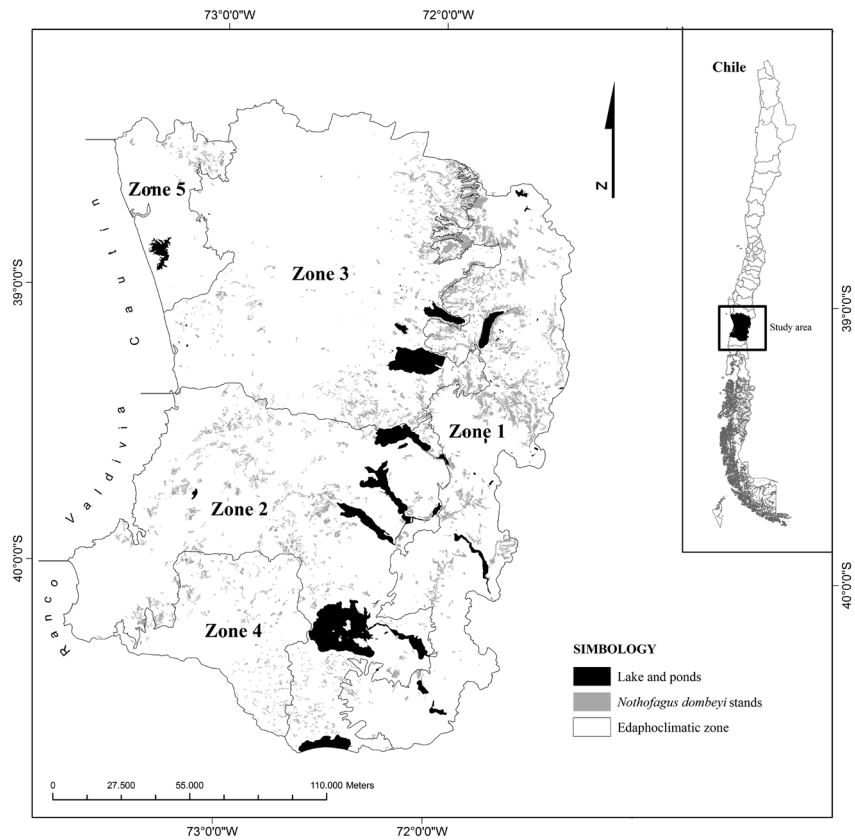 73°0'0"W
72°0'0"W
Chile
Z
Zone 5
Cautin
39°0'0"S
Zone 3
39°0'0"S
Study area
Zone 1
Valdivia
Zone 2
40°0'0"S
40°0'0"S
Ranco
Zone 4
SIMBOLOGY
Lake and ponds
Nothofagus dombeyi stands
Edaphoclimatic zone
0 27.500 55.000 110.000 Meters
73°0'0"W
72°0'0"W